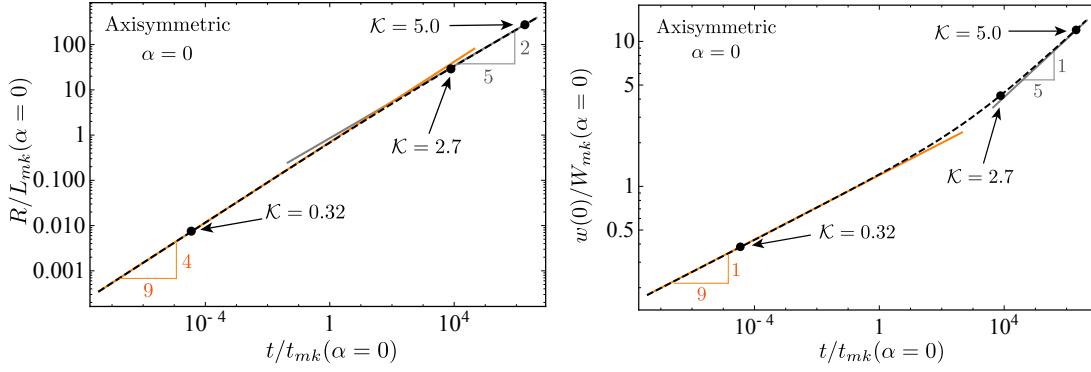 Axisymmetric
α = 0
𝒦 = 5.0
2
5
𝒦 = 2.7
𝒦 = 0.32
4
9
100
10
1
0.100
0.010
0.001
R/L_{mk}(α = 0)
10^{-4}
1
10^{4}
t/t_{mk}(α = 0)
Axisymmetric
α = 0
𝒦 = 5.0
1
5
𝒦 = 2.7
𝒦 = 0.32
1
9
10
5
1
0.5
w(0)/W_{mk}(α = 0)
10^{-4}
1
10^{4}
t/t_{mk}(α = 0)